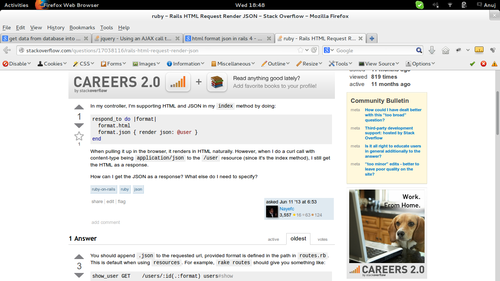 Activities Firefox Web Browser Wed 18:48 Anuj
ruby - Rails HTML Request Render JSON - Stack Overflow - Mozilla Firefox
File Edit View History Bookmarks Tools Help
get data from database into ... jquery - Using an AJAX call t... html format json in rails 4 - ... ruby - Rails HTML Request R...
stackoverflow.com/questions/17038116/rails-html-request-render-json Google
Disable Cookies CSS Forms Images Information Miscellaneous Outline Resize Tools View Source Options
CAREERS 2.0
by stackoverflow
Read anything good lately?
Add favorite books to your profile!
viewed 819 times
active 11 months ago
In my controller, I'm supporting HTML and JSON in my index method by doing:
1
respond_to do |format|
format.html
format.json { render json: @user }
end
1
When putting it up in the browser, it renders in HTML naturally. However, when I do a curl call with
content-type being application/json to the /user resource (since it's the index method), I still get
the HTML as a response.
How can I get the JSON as a response? What else do I need to specify?
ruby-on-rails ruby json
share | edit | flag
asked Jun 11 '13 at 6:53
Nayefc
3,557
add comment
1 Answer
active oldest votes
3
You should append .json to the requested url, provided format is defined in the path in routes.rb.
This is default when using resources. For example, rake routes should give you something like:
show_user GET /users/:id(.:format) users#show
Community Bulletin
meta How could I have dealt better
with the "too broad"
question?
meta Third-party development
support: hosted by Stack
Overflow
meta Is it all right to educate users
in general additionally to the
answer?
meta "too minor" edits - better to
leave poor quality on the
site?
Work.
From Home.
CAREERS 2.0